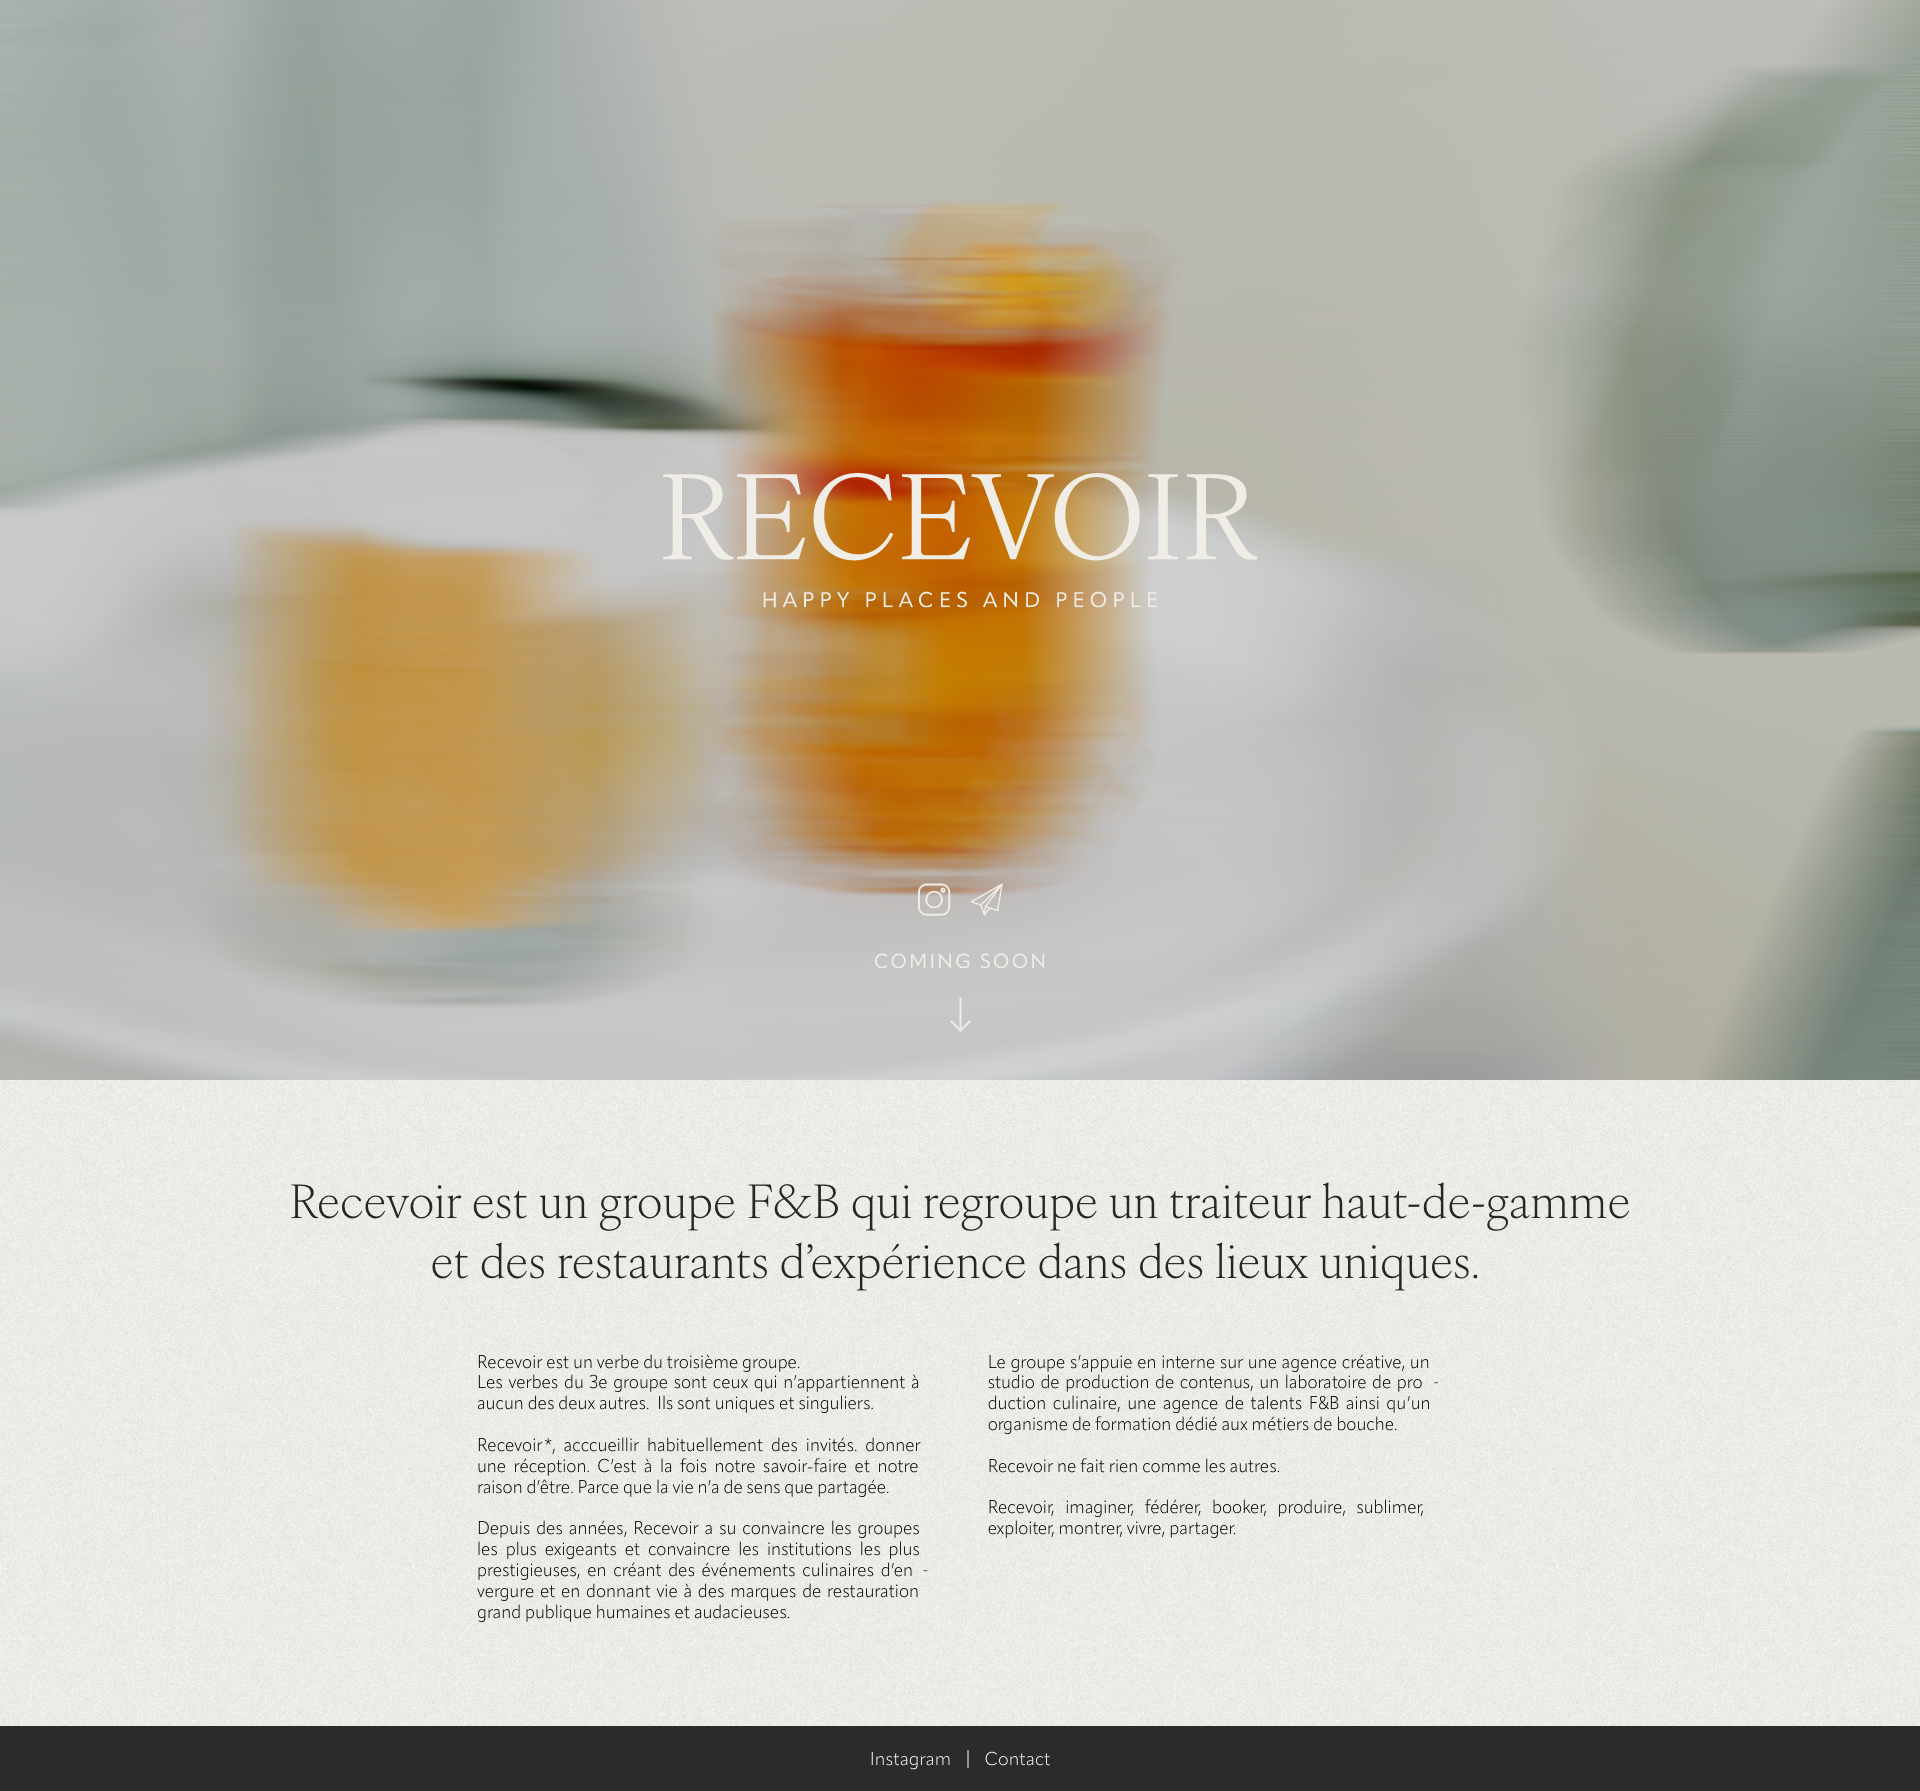 RECEVOIR
HAPPY PLACES AND PEOPLE
COMING SOON
Recevoir est un groupe F&B qui regroupe un traiteur haut-de-gamme
et des restaurants d’expérience dans des lieux uniques.
Recevoir est un verbe du troisième groupe.
Les verbes du 3e groupe sont ceux qui n’appartiennent à
aucun des deux autres.  Ils sont uniques et singuliers.
Recevoir*, acccueillir habituellement des invités. donner
une réception. C’est à la fois notre savoir-faire et notre
raison d’être. Parce que la vie n’a de sens que partagée.
Depuis des années, Recevoir a su convaincre les groupes
les plus exigeants et convaincre les institutions les plus
prestigieuses, en créant des événements culinaires d’en -
vergure et en donnant vie à des marques de restauration
grand publique humaines et audacieuses.
Le groupe s’appuie en interne sur une agence créative, un
studio de production de contenus, un laboratoire de pro -
duction culinaire, une agence de talents F&B ainsi qu’un
organisme de formation dédié aux métiers de bouche.
Recevoir ne fait rien comme les autres.
Recevoir, imaginer, fédérer, booker, produire, sublimer,
exploiter, montrer, vivre, partager.
Instagram | Contact